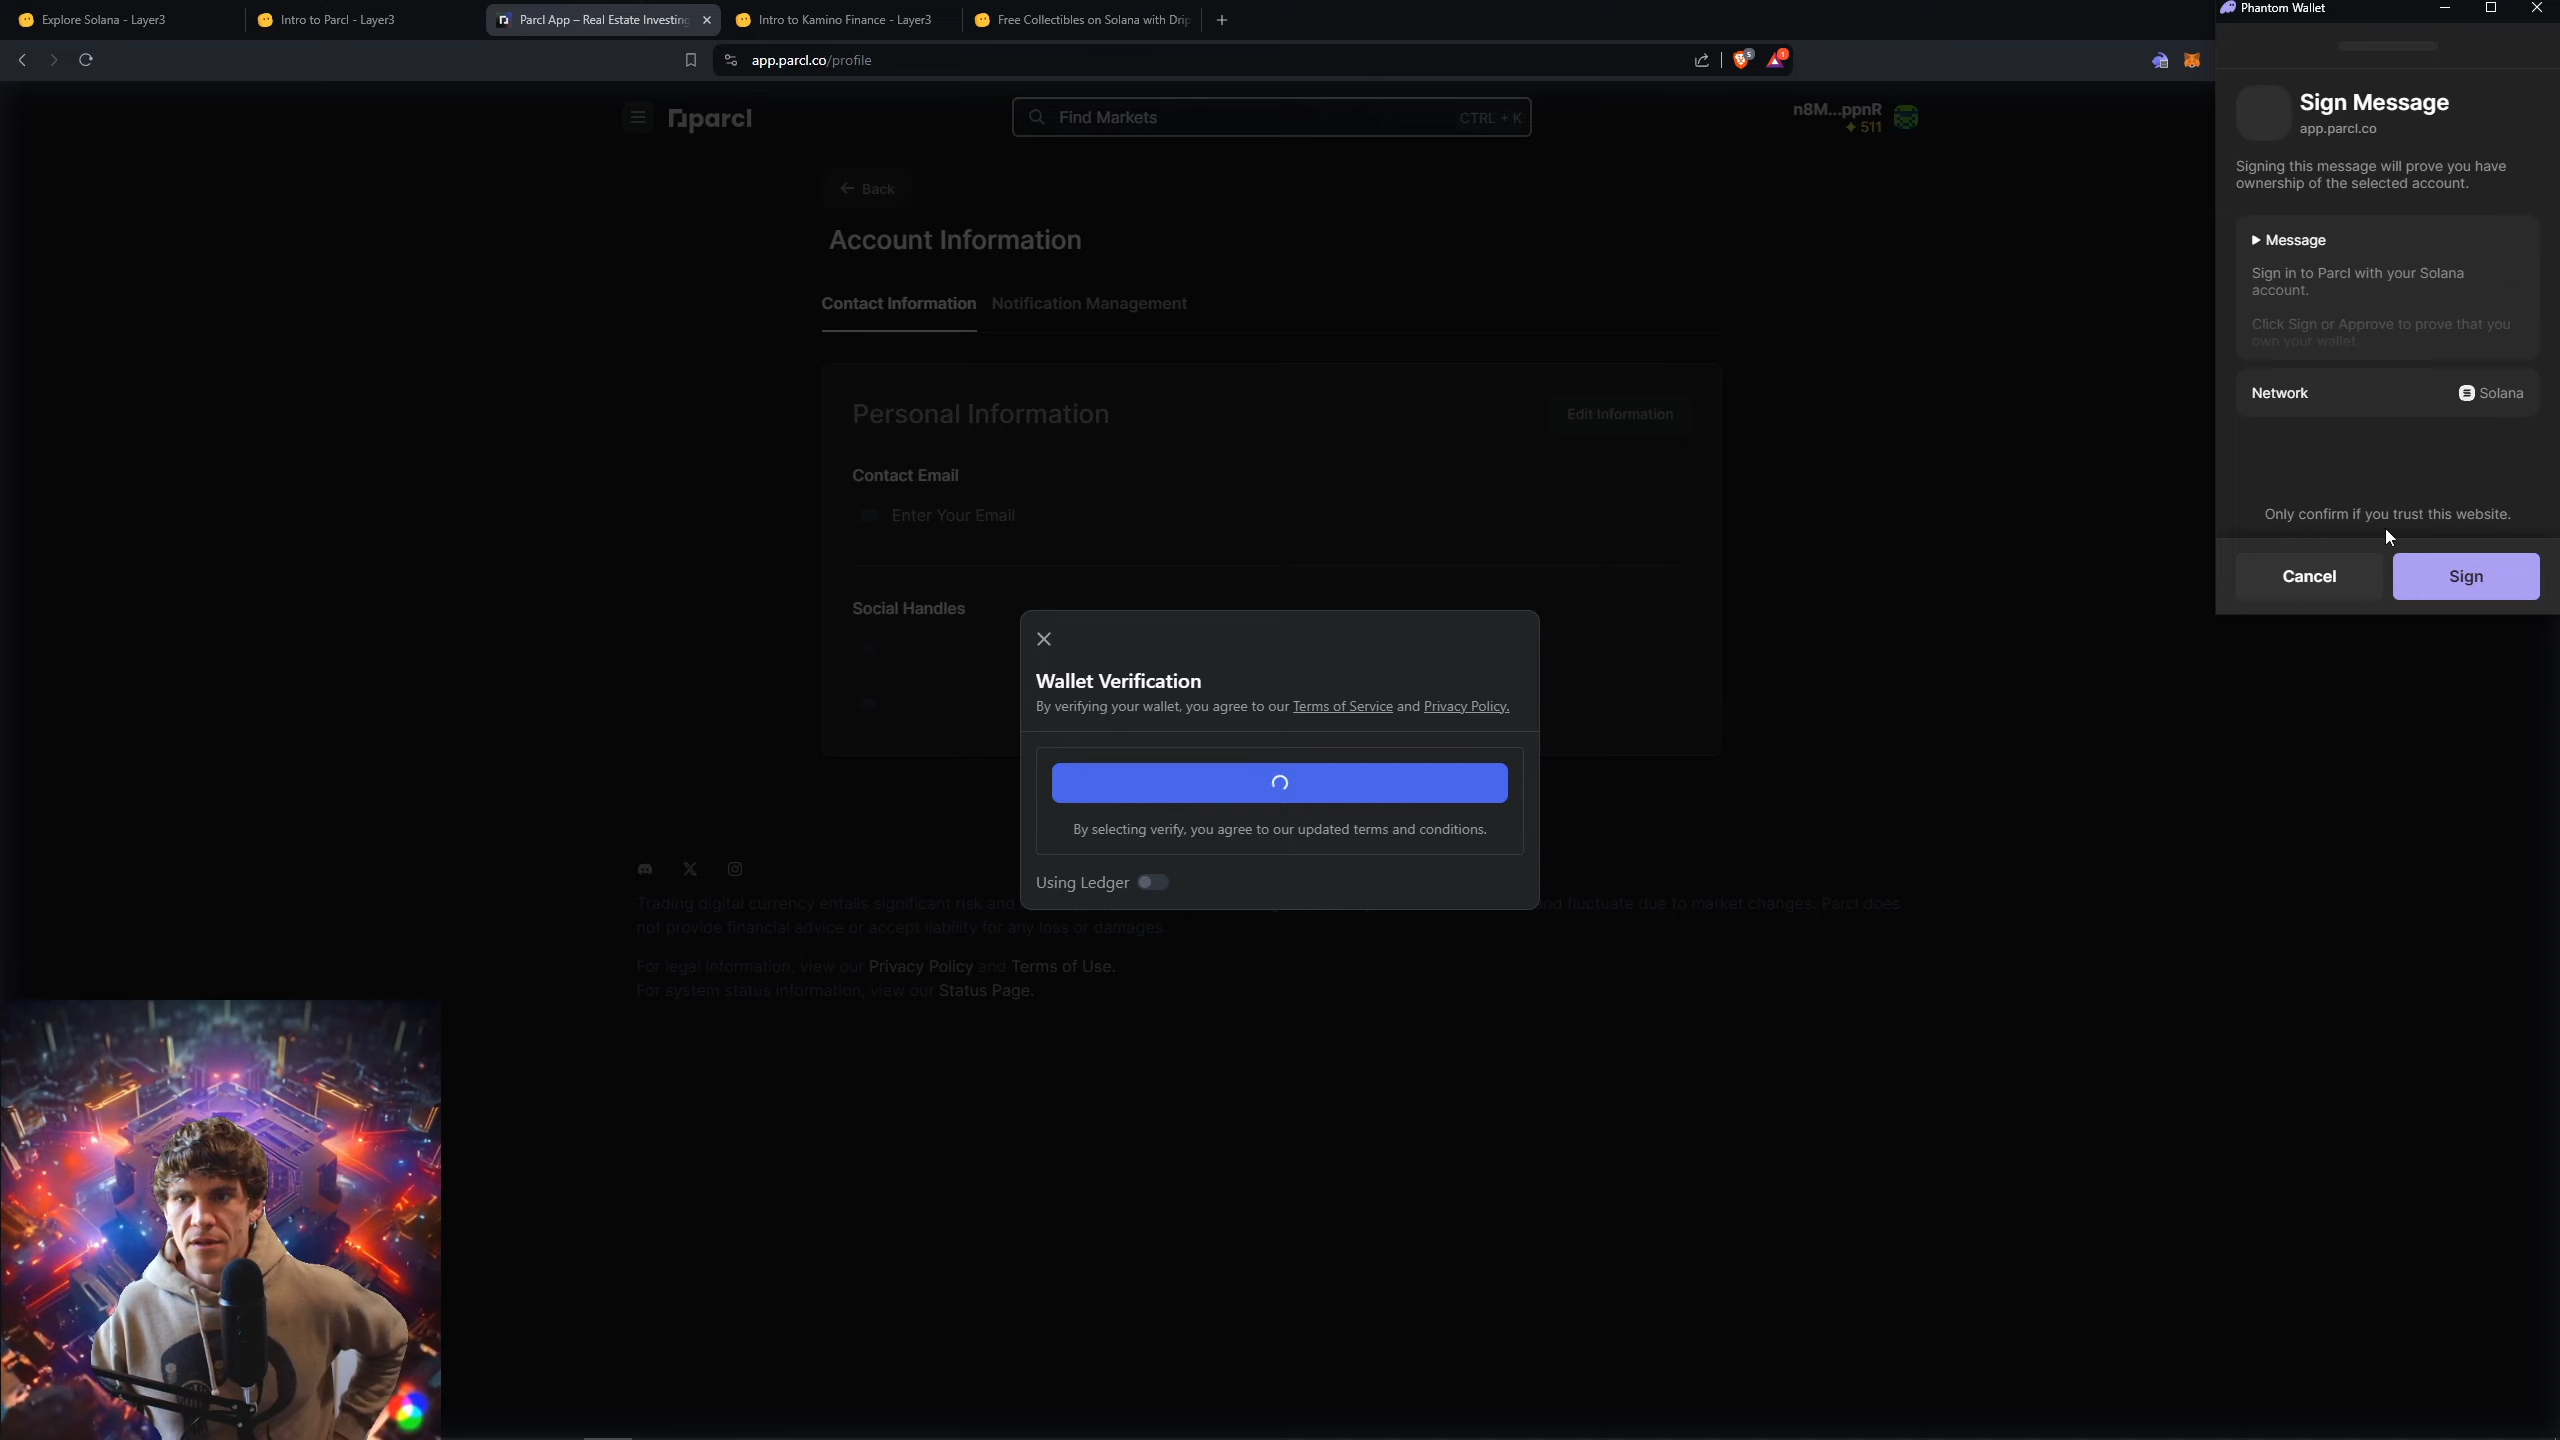 Explore Solana - Layer3
Intro to Parcl - Layer3
Parcl App – Real Estate Investing
Intro to Kamino Finance - Layer3
Free Collectibles on Solana with Drip
Phantom Wallet
app.parcl.co/profile
5
1
parcl
Find Markets
CTRL + K
n8M...ppnR
511
Back
Account Information
Contact Information
Notification Management
Personal Information
Edit Information
Contact Email
Enter Your Email
Social Handles
Wallet Verification
By verifying your wallet, you agree to our Terms of Service and Privacy Policy.
By selecting verify, you agree to our updated terms and conditions.
Using Ledger
Trading digital currency entails significant risk and
nd fluctuate due to market changes. Parcl does
not provide financial advice or accept liability for any loss or damages.
For legal information, view our Privacy Policy and Terms of Use.
For system status information, view our Status Page.
Sign Message
app.parcl.co
Signing this message will prove you have
ownership of the selected account.
Message
Sign in to Parcl with your Solana
account.
Click Sign or Approve to prove that you
own your wallet.
Network
Solana
Only confirm if you trust this website.
Cancel
Sign